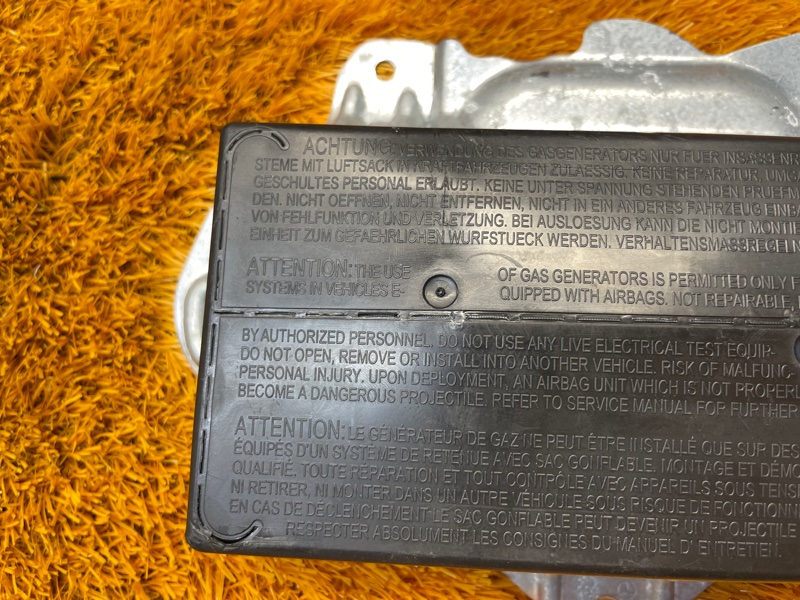 ACHTUNG: VERWENDUNG DES GASGENERATORS NUR FUER INSASSEN
STEME MIT LUFTSACK IN KRAFTFAHRZEUGEN ZULAESSIG. KEINE REPARATUR, UMG
GESCHULTES PERSONAL ERLAUBT. KEINE UNTER SPANNUNG STEHENDEN PRUEFM
DEN. NICHT OEFFNEN, NICHT ENTFERNEN, NICHT IN EIN ANDERES FAHRZEUG EINBA
VON FEHLFUNKTION UND VERLETZUNG. BEI AUSLOESUNG KANN DIE NICHT MONTIE
EINHEIT ZUM GEFAEHRLICHEN WURFSTUECK WERDEN. VERHALTENSMASSREGELN
ATTENTION: THE USE OF GAS GENERATORS IS PERMITTED ONLY F
SYSTEMS IN VEHICLES E- QUIPPED WITH AIRBAGS. NOT REPAIRABLE,
BY AUTHORIZED PERSONNEL. DO NOT USE ANY LIVE ELECTRICAL TEST EQUIP-
DO NOT OPEN, REMOVE OR INSTALL INTO ANOTHER VEHICLE. RISK OF MALFUNC-
PERSONAL INJURY. UPON DEPLOYMENT, AN AIRBAG UNIT WHICH IS NOT PROPERL
BECOME A DANGEROUS PROJECTILE. REFER TO SERVICE MANUAL FOR FURTHER
ATTENTION: LE GÉNÉRATEUR DE GAZ NE PEUT ÊTRE INSTALLÉ QUE SUR DES
ÉQUIPÉS D'UN SYSTEME DE RETENUE AVEC SAC GONFLABLE. MONTAGE ET DÉMO
QUALIFIÉ. TOUTE RÉPARATION ET TOUT CONTRÔLE AVEC APPAREILS SOUS TENS
NI RETIRER, NI MONTER DANS UN AUTRE VÉHICULE SOUS RISQUE DE FONCTIONN
EN CAS DE DÉCLENCHEMENT LE SAC GONFLABLE PEUT DEVENIR UN PROJECTILE
RESPECTER ABSOLUMENT LES CONSIGNES DU MANUEL D' ENTRETIEN.